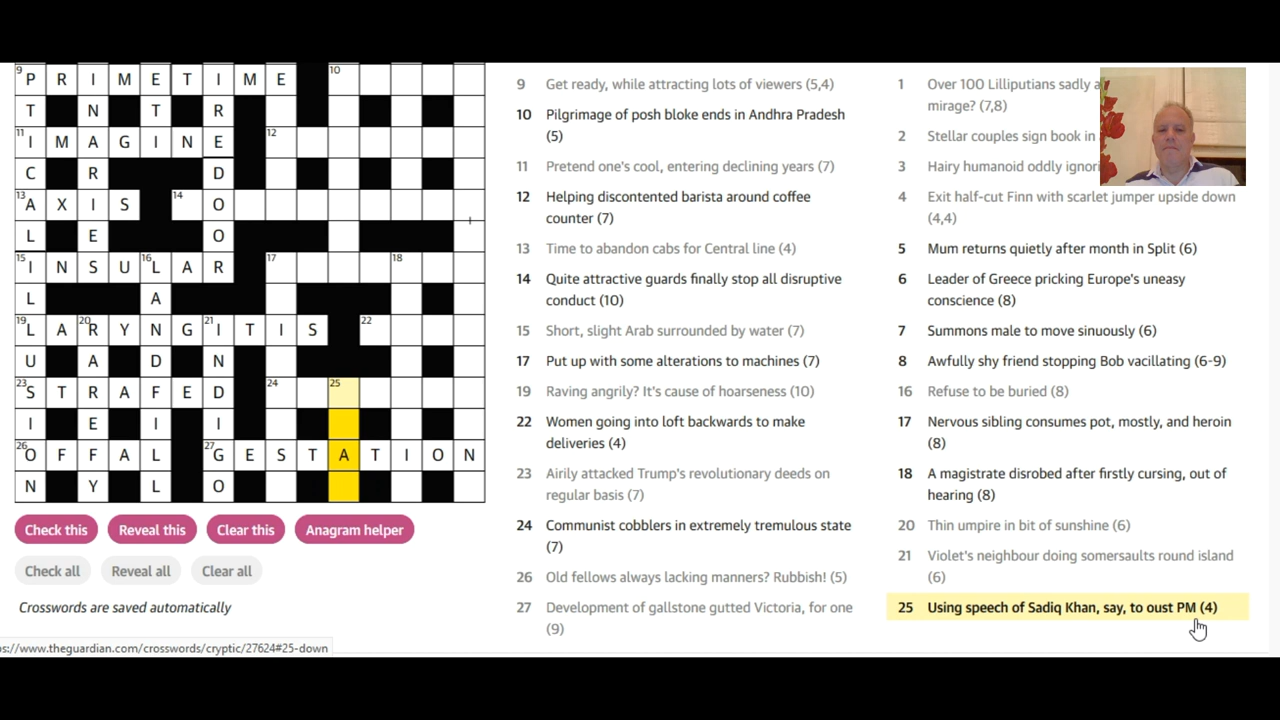 9 P R I M E T I M E 10
T N T R
11 I M A G I N E 12
C R D
13 A X I S 14 O
L E O
15 I N S U 16 L A R 17 18
L A
19 L A 20 R Y N G 21 I T I S 22
U A D N
23 S T R A F E D 24 25
I E I I
26 O F F A L 27 G E S T A T I O N
N Y L O
Check this Reveal this Clear this Anagram helper
Check all Reveal all Clear all
Crosswords are saved automatically
s://www.theguardian.com/crosswords/cryptic/27624#25-down
9 Get ready, while attracting lots of viewers (5,4)
10 Pilgrimage of posh bloke ends in Andhra Pradesh
(5)
11 Pretend one's cool, entering declining years (7)
12 Helping discontented barista around coffee
counter (7)
13 Time to abandon cabs for Central line (4)
14 Quite attractive guards finally stop all disruptive
conduct (10)
15 Short, slight Arab surrounded by water (7)
17 Put up with some alterations to machines (7)
19 Raving angrily? It's cause of hoarseness (10)
22 Women going into loft backwards to make
deliveries (4)
23 Airily attacked Trump's revolutionary deeds on
regular basis (7)
24 Communist cobblers in extremely tremulous state
(7)
26 Old fellows always lacking manners? Rubbish! (5)
27 Development of gallstone gutted Victoria, for one
(9)
1 Over 100 Lilliputians sadly
mirage? (7,8)
2 Stellar couples sign book in
3 Hairy humanoid oddly
4 Exit half-cut Finn with scarlet jumper upside down
(4,4)
5 Mum returns quietly after month in Split (6)
6 Leader of Greece pricking Europe's uneasy
conscience (8)
7 Summons male to move sinuously (6)
8 Awfully shy friend stopping Bob vacillating (6-9)
16 Refuse to be buried (8)
17 Nervous sibling consumes pot, mostly, and heroin
(8)
18 A magistrate disrobed after firstly cursing, out of
hearing (8)
20 Thin umpire in bit of sunshine (6)
21 Violet's neighbour doing somersaults round island
(6)
25 Using speech of Sadiq Khan, say, to oust PM (4)